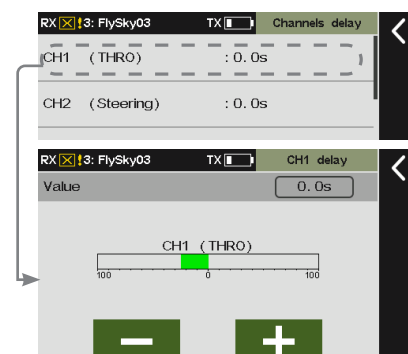 RX !3: FlySky03 TX Channels delay
CH1 (THRO) : 0.0s
CH2 (Steering) : 0.0s
RX !3: FlySky03 TX CH1 delay
Value 0.0s
CH1 (THRO)
100 0 100